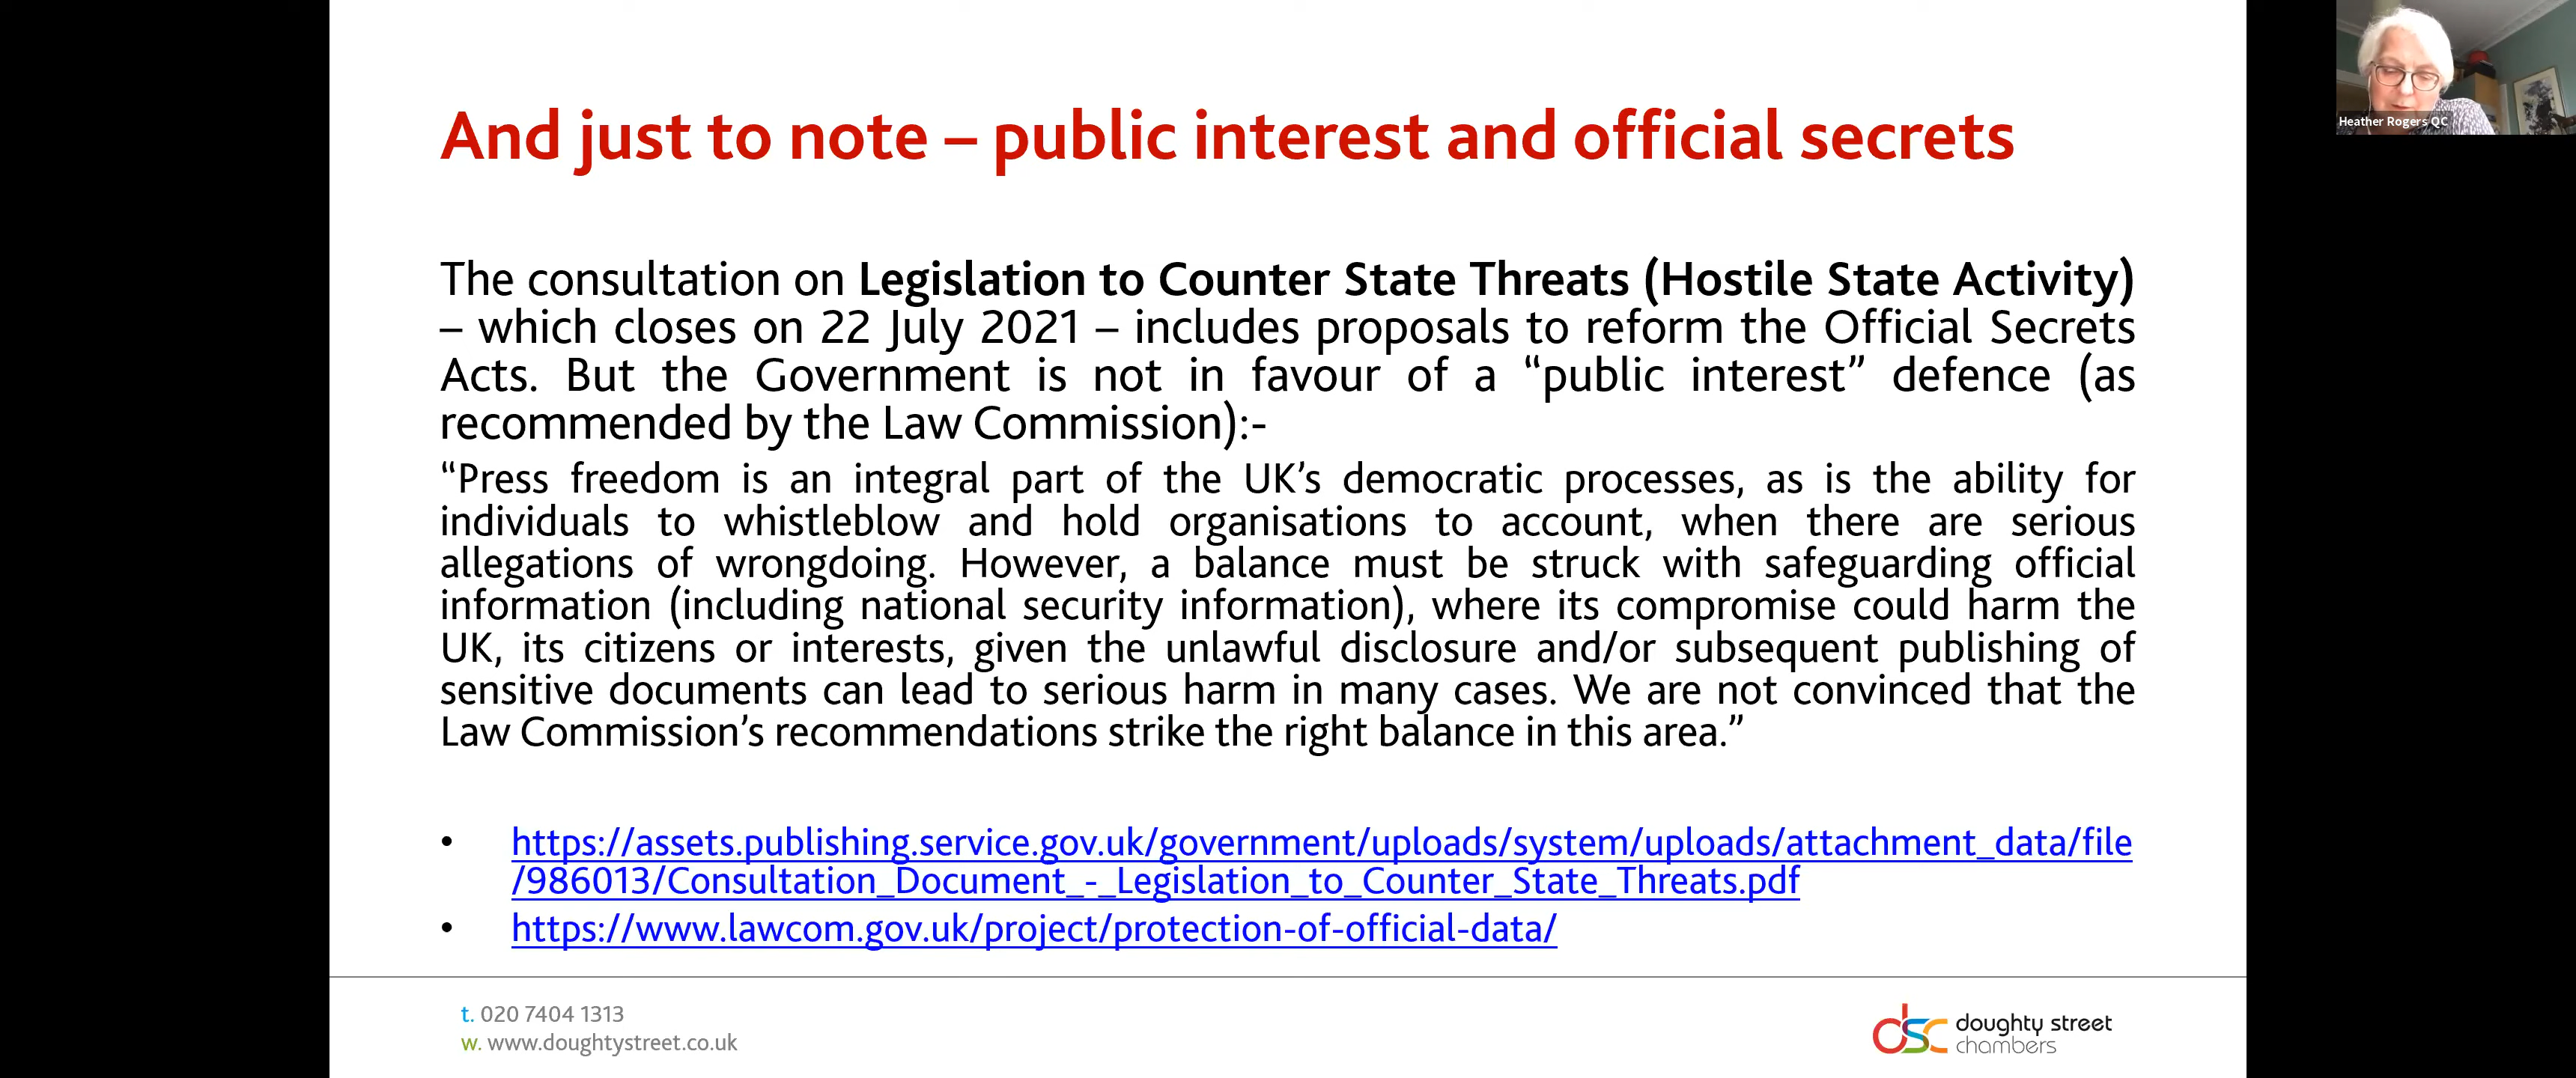 And just to note – public interest and official secrets
Heather Rogers QC
The consultation on Legislation to Counter State Threats (Hostile State Activity)
– which closes on 22 July 2021 – includes proposals to reform the Official Secrets
Acts. But the Government is not in favour of a “public interest” defence (as
recommended by the Law Commission):-
“Press freedom is an integral part of the UK’s democratic processes, as is the ability for
individuals to whistleblow and hold organisations to account, when there are serious
allegations of wrongdoing. However, a balance must be struck with safeguarding official
information (including national security information), where its compromise could harm the
UK, its citizens or interests, given the unlawful disclosure and/or subsequent publishing of
sensitive documents can lead to serious harm in many cases. We are not convinced that the
Law Commission’s recommendations strike the right balance in this area.”
• https://assets.publishing.service.gov.uk/government/uploads/system/uploads/attachment_data/file
/986013/Consultation_Document_-_Legislation_to_Counter_State_Threats.pdf
• https://www.lawcom.gov.uk/project/protection-of-official-data/
t. 020 7404 1313
w. www.doughtystreet.co.uk
dsc doughty street
chambers